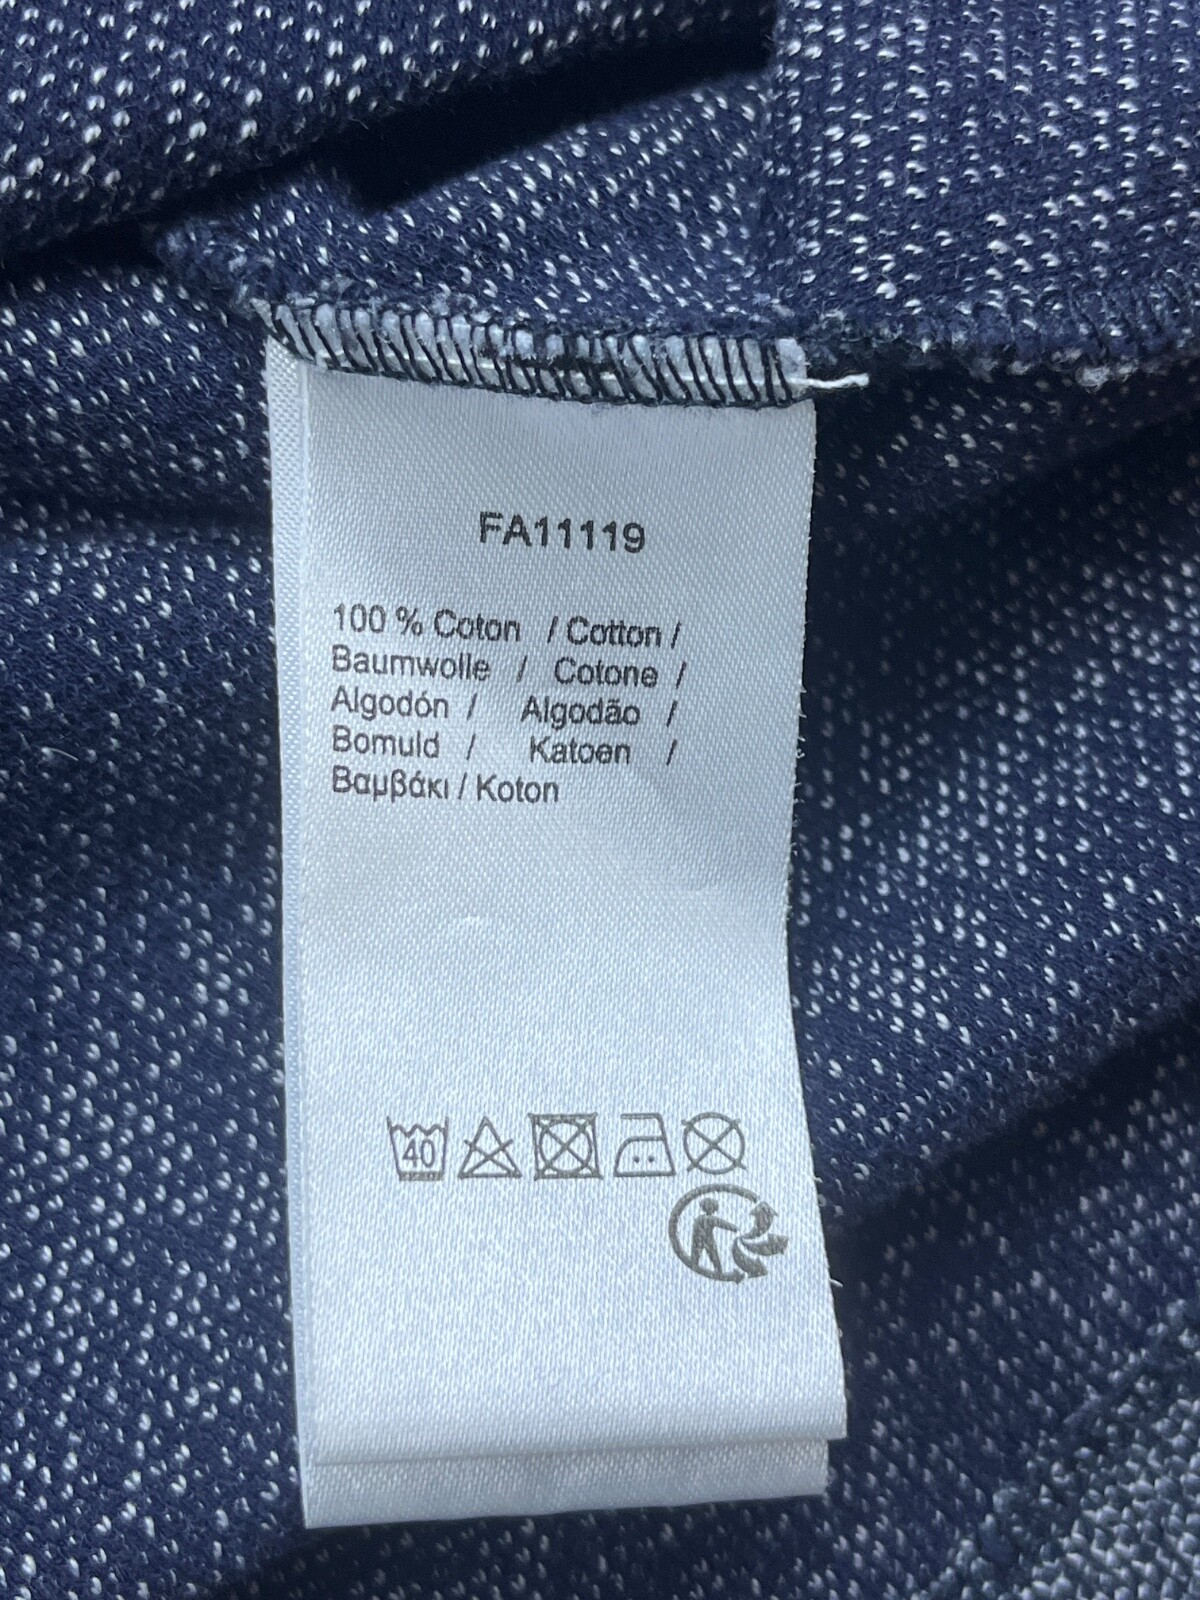 FA11119
100 % Coton / Cotton /
Baumwolle / Cotone /
Algodón / Algodão /
Bomuld / Katoen /
Βαμβάκι / Koton
40